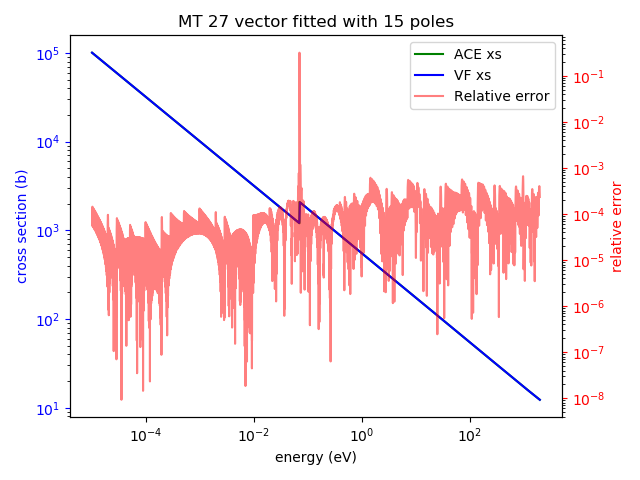 MT 27 vector fitted with 15 poles
ACE xs
VF xs
Relative error
cross section (b)
10^5
10^4
10^3
10^2
10^1
10^-1
10^-2
10^-3
10^-4
10^-5
10^-6
10^-7
10^-8
relative error
10^-4 10^-2 10^0 10^2
energy (eV)